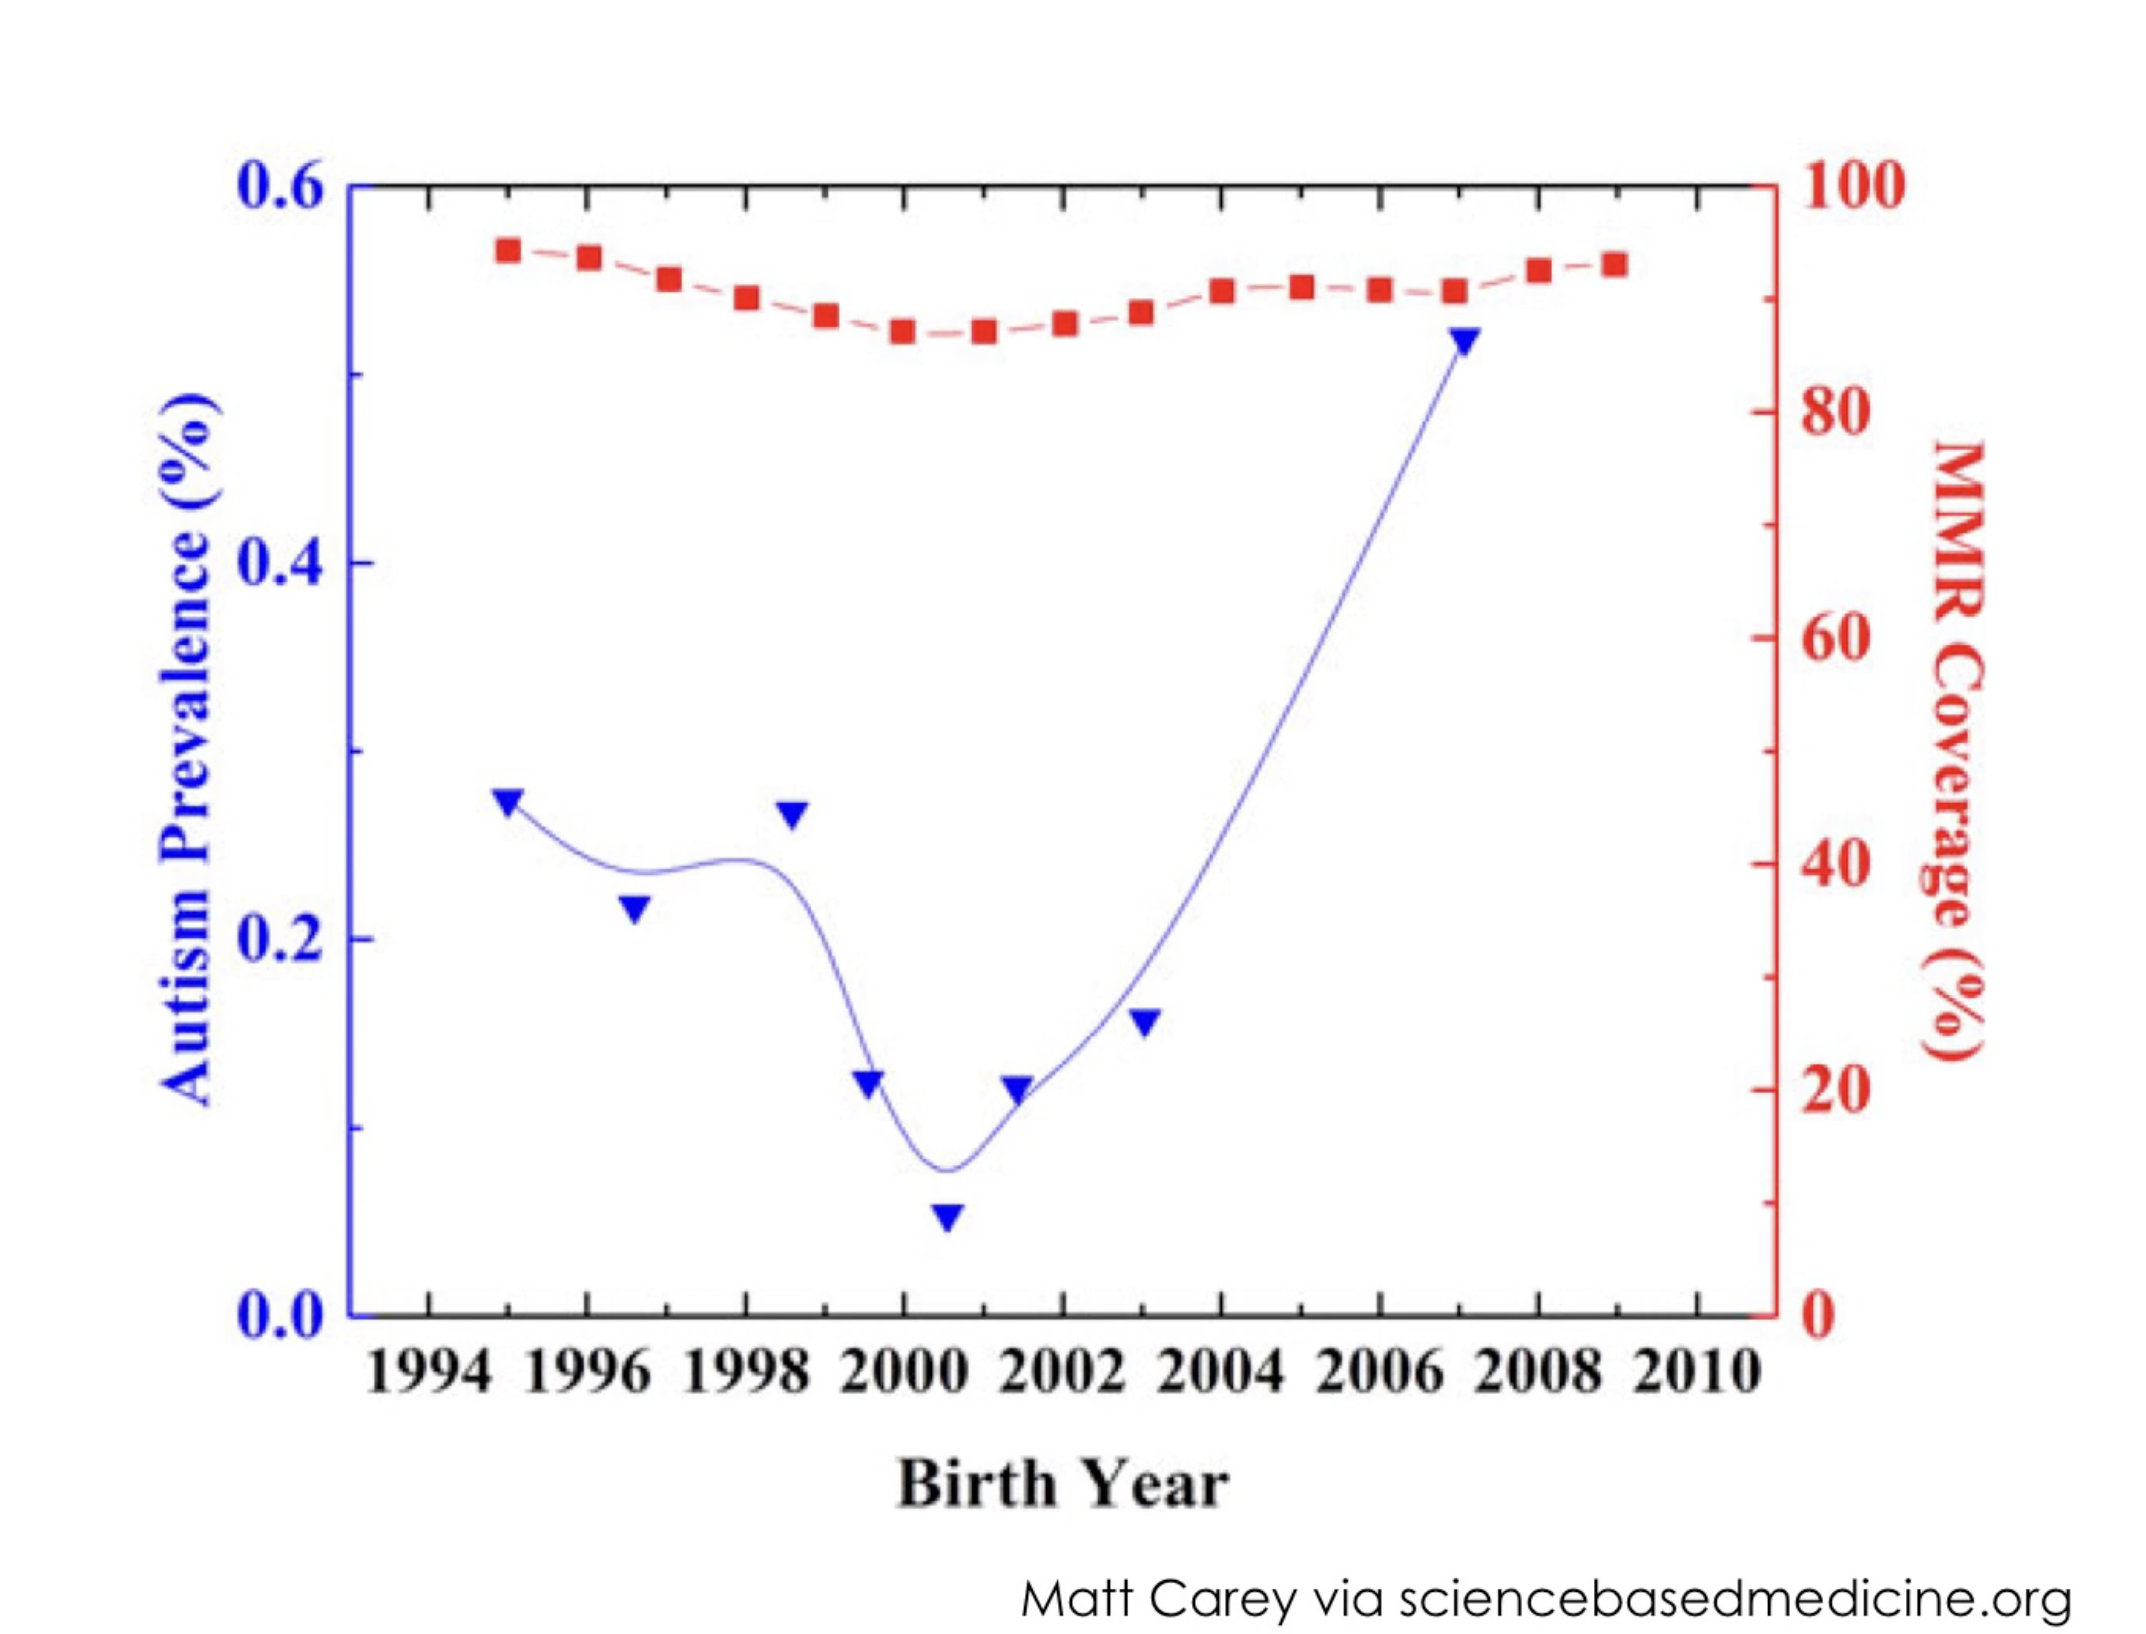 0.6
0.4
0.2
0.0
Autism Prevalence (%)
100
80
60
40
20
0
MMR Coverage (%)
1994 1996 1998 2000 2002 2004 2006 2008 2010
Birth Year
Matt Carey via sciencebasedmedicine.org